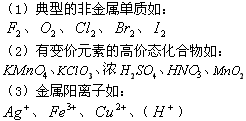 (1)典型的非金属单质如:
F₂、O₂、Cl₂、Br₂、I₂
(2)有变价元素的高价态化合物如:
KMnO₄、KClO₃、浓H₂SO₄、HNO₃、MnO₂
(3)金属阳离子如:
Ag⁺、Fe³⁺、Cu²⁺、(H⁺)